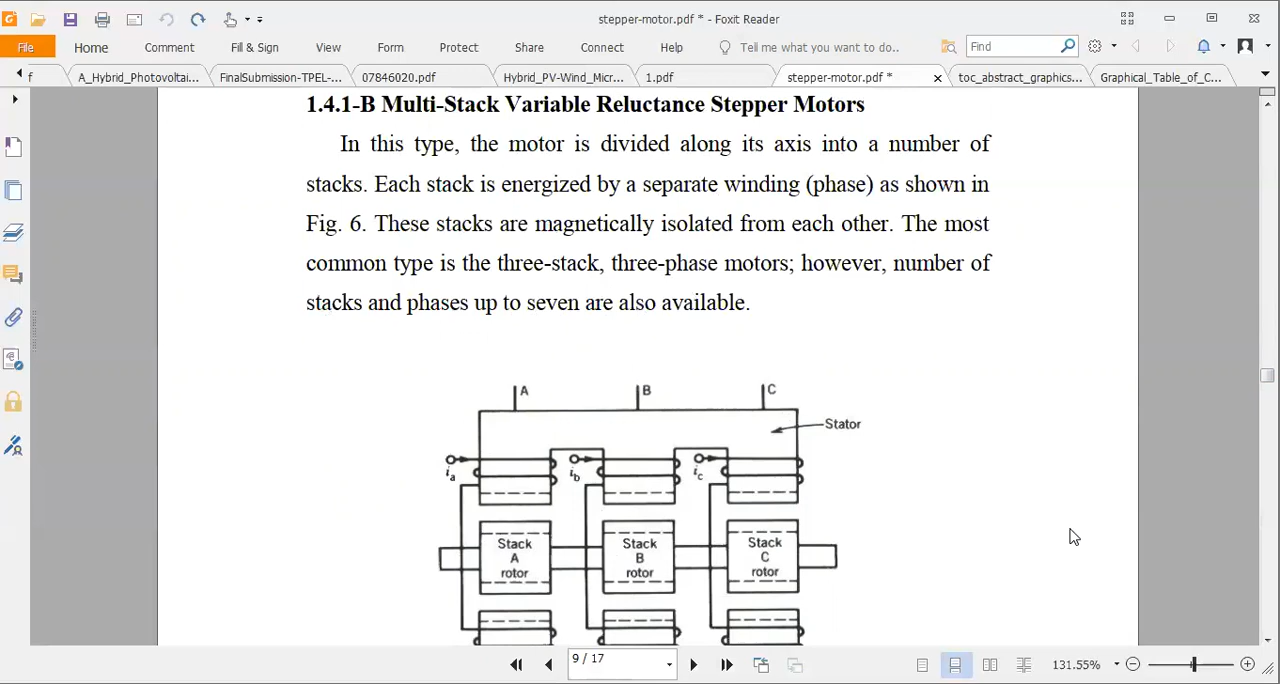 stepper-motor.pdf * - Foxit Reader
File Home Comment Fill & Sign View Form Protect Share Connect Help Tell me what you want to do.. Find
f A_Hybrid_Photovoltai... FinalSubmission-TPEL-... 07846020.pdf Hybrid_PV-Wind_Micr... 1.pdf stepper-motor.pdf * toc_abstract_graphics... Graphical_Table_of_C...
1.4.1-B Multi-Stack Variable Reluctance Stepper Motors
In this type, the motor is divided along its axis into a number of
stacks. Each stack is energized by a separate winding (phase) as shown in
Fig. 6. These stacks are magnetically isolated from each other. The most
common type is the three-stack, three-phase motors; however, number of
stacks and phases up to seven are also available.
A B C
Stator
ia ib ic
Stack Stack Stack
A B C
rotor rotor rotor
9 / 17 131.55%